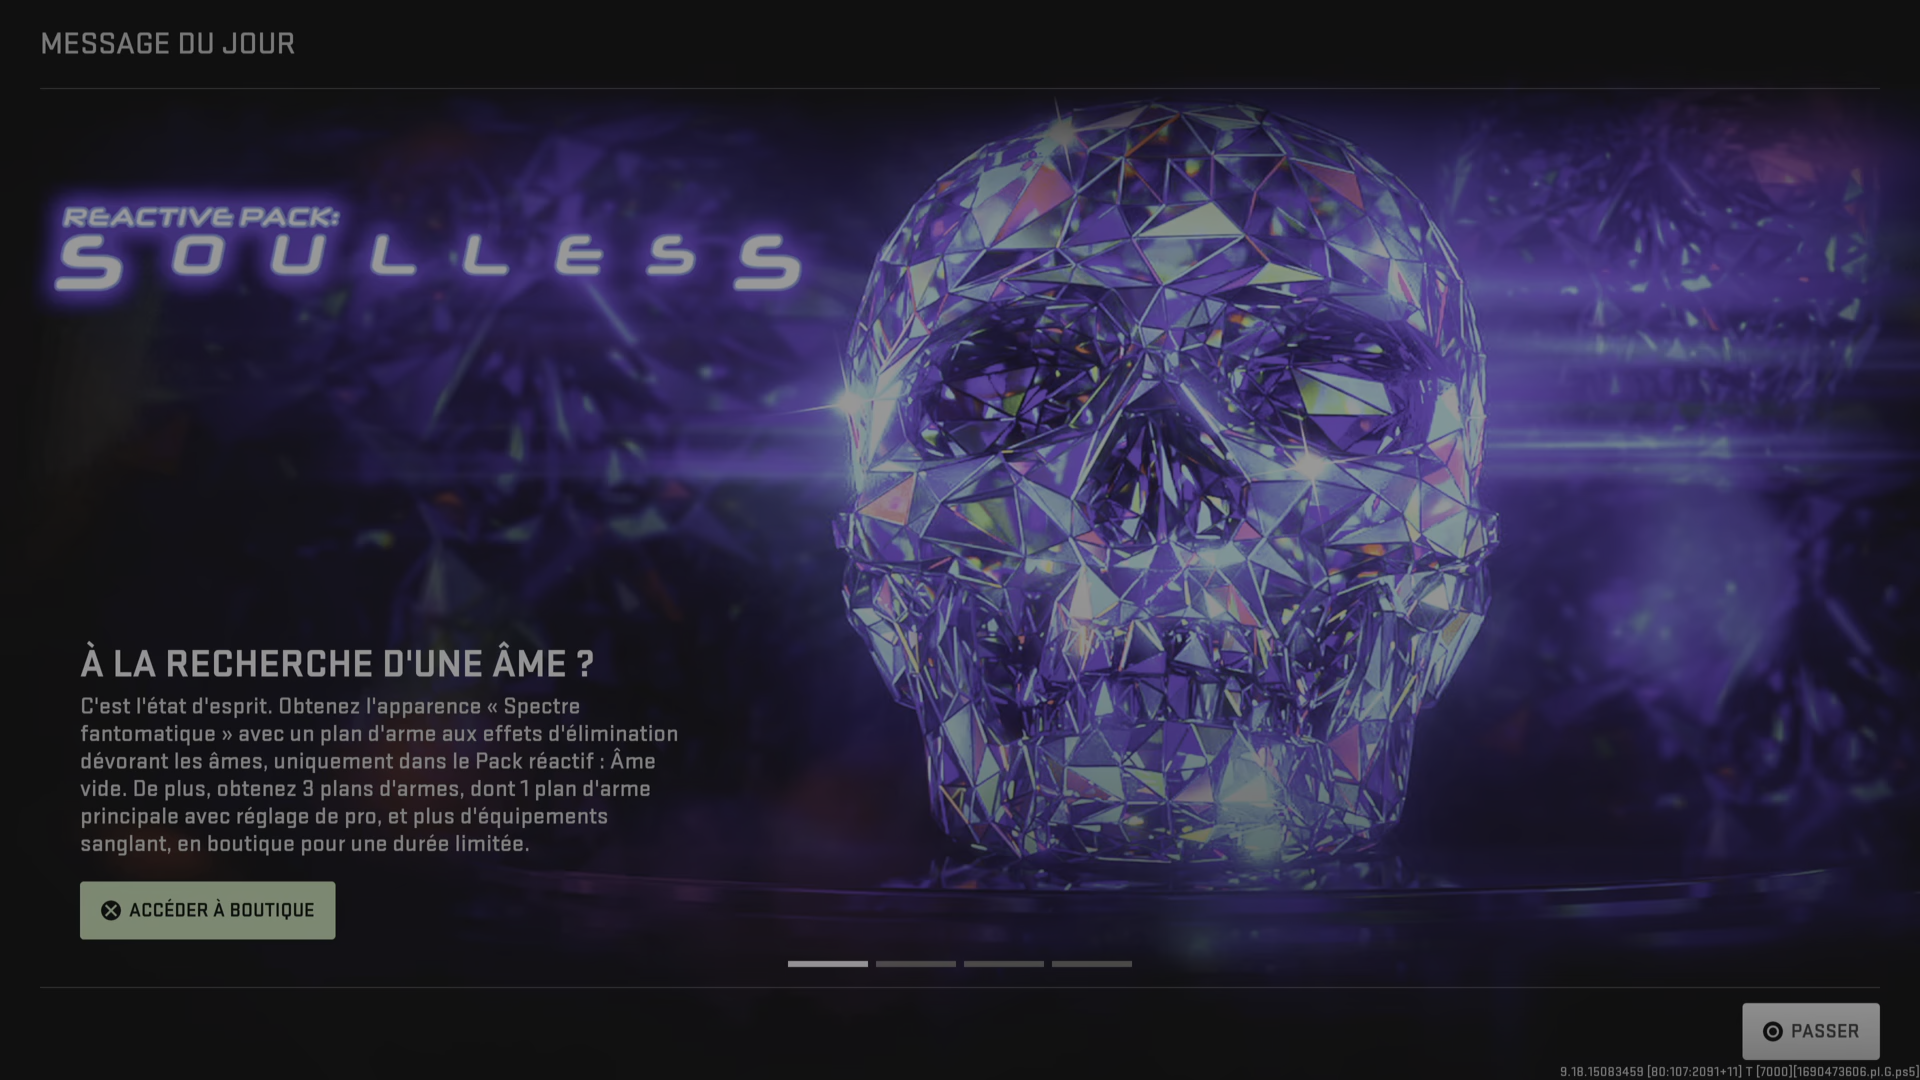 MESSAGE DU JOUR
REACTIVE PACK:
SOULLESS
À LA RECHERCHE D'UNE ÂME ?
C'est l'état d'esprit. Obtenez l'apparence « Spectre
fantomatique » avec un plan d'arme aux effets d'élimination
dévorant les âmes, uniquement dans le Pack réactif : Âme
vide. De plus, obtenez 3 plans d'armes, dont 1 plan d'arme
principale avec réglage de pro, et plus d'équipements
sanglant, en boutique pour une durée limitée.
ACCÉDER À BOUTIQUE
PASSER
9.18.15083459 [80:107:2091+11] T [7000][1690473606.pl.G.ps5]